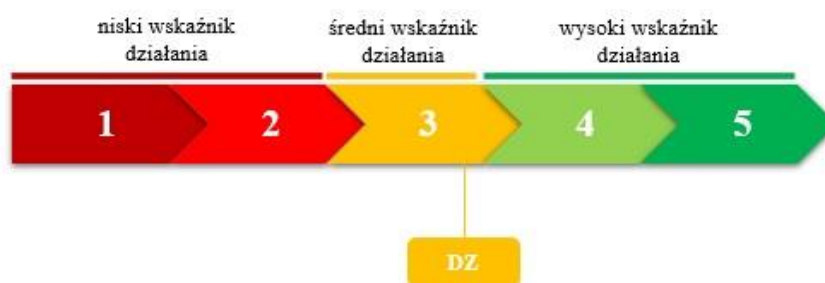 niski wskaźnik
działania
średni wskaźnik
działania
wysoki wskaźnik
działania
1
2
3
4
5
DZ